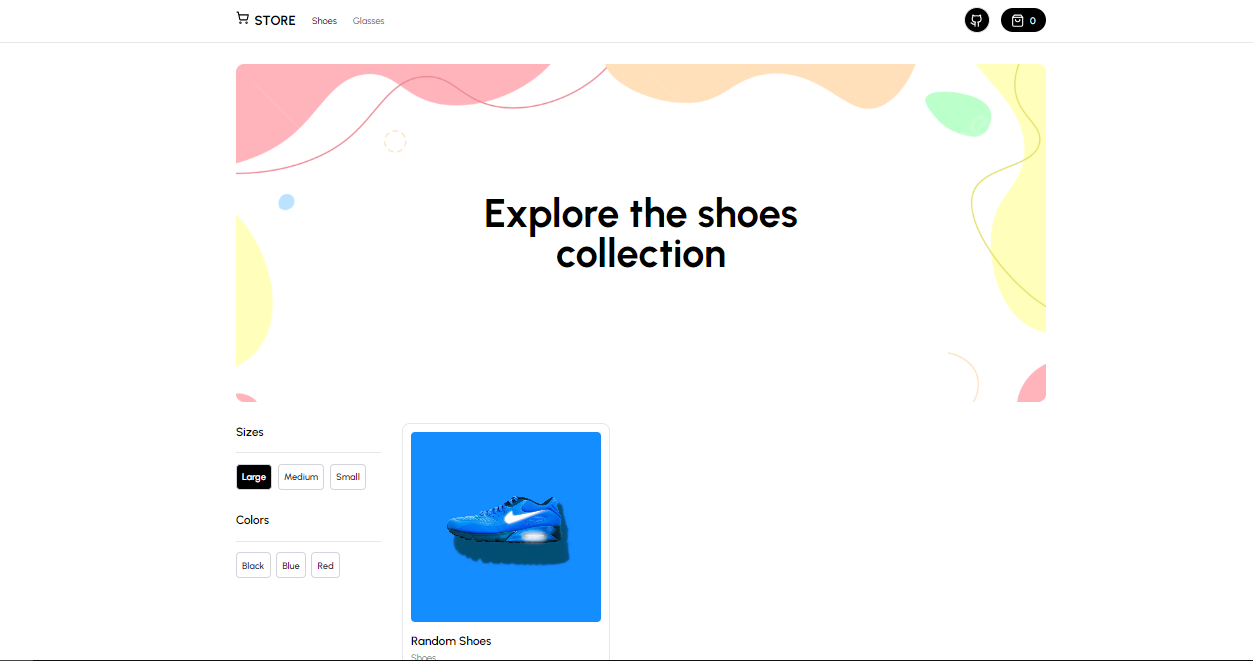 STORE Shoes Glasses 0
Explore the shoes
collection
Sizes
Large Medium Small
Colors
Black Blue Red
Random Shoes
Shoes